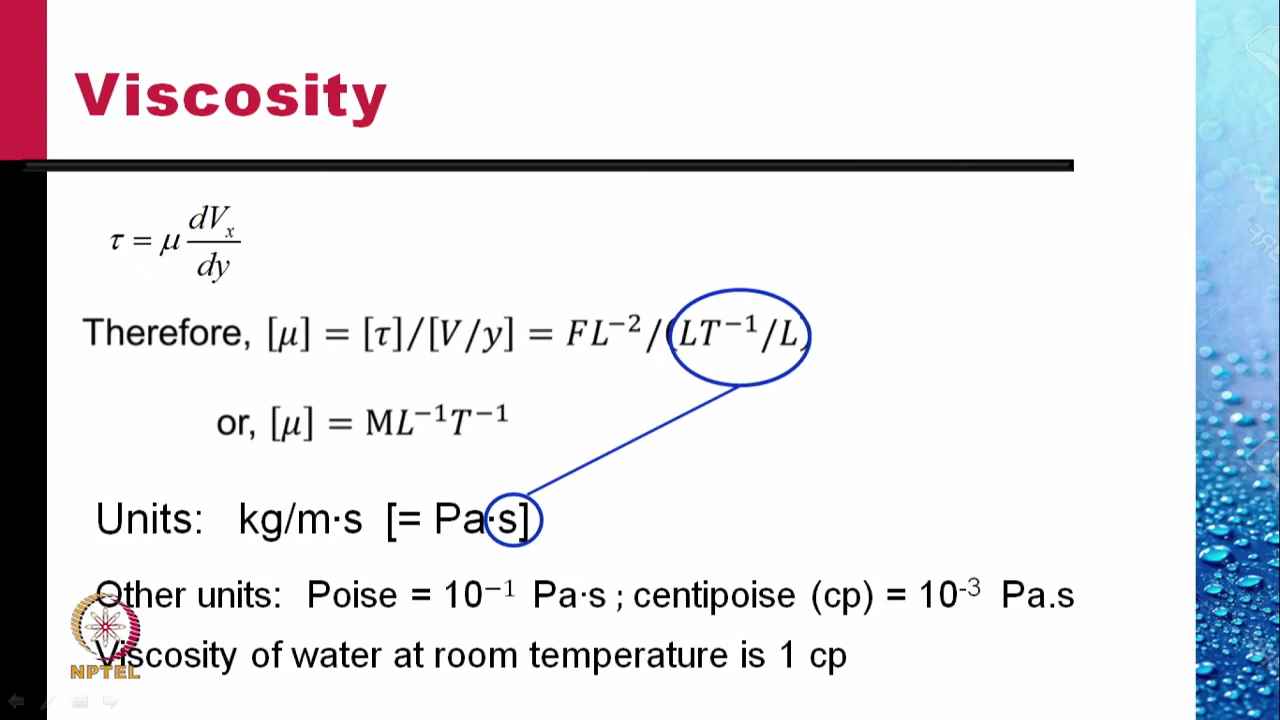 Viscosity
τ = μ dVₓ/dy
Therefore, [μ] = [τ]/[V/y] = FL⁻²/(LT⁻¹/L)
or, [μ] = ML⁻¹T⁻¹
Units: kg/m·s [= Pa·s]
Other units: Poise = 10⁻¹ Pa·s ; centipoise (cp) = 10⁻³ Pa.s
Viscosity of water at room temperature is 1 cp
NPTEL